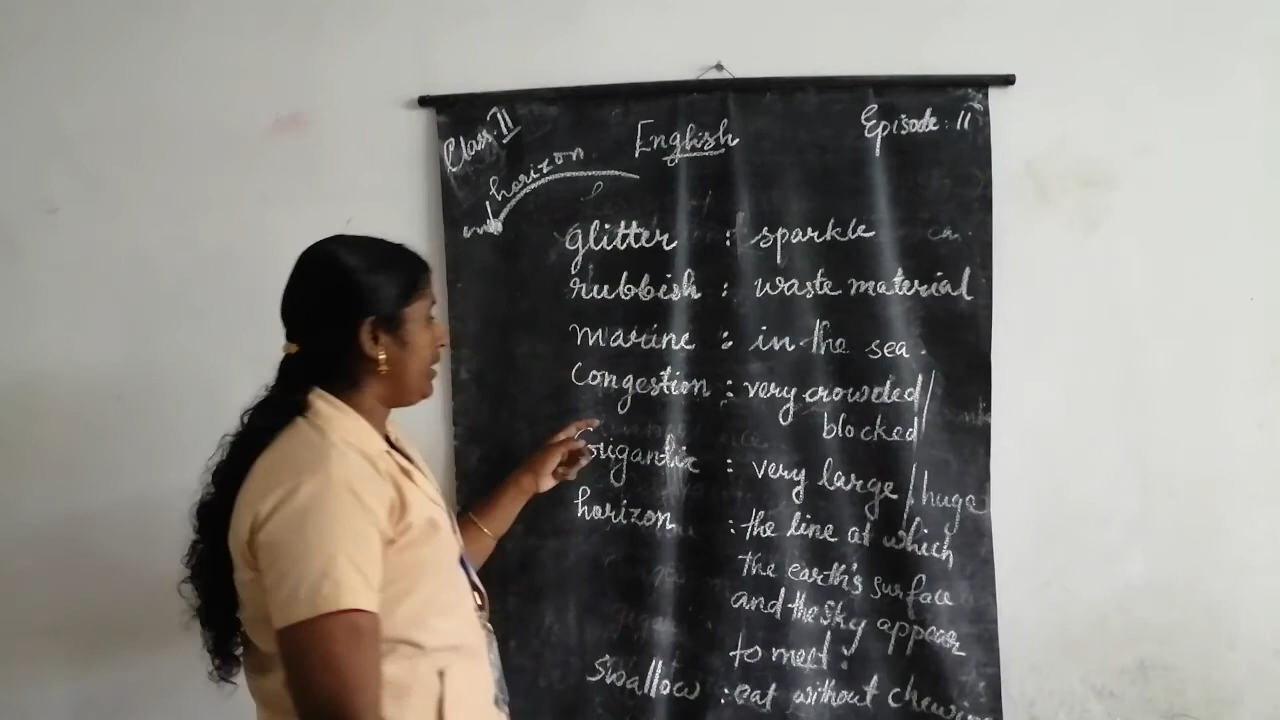 Class: II English Episode: 11
horizon
glitter : sparkle
rubbish : waste material
marine : in the sea.
Congestion : very crowded/
blocked
Gigantic : very large / huge
horizon : the line at which
the earth's surface
and the sky appear
to meet.
swallow : eat without chewing